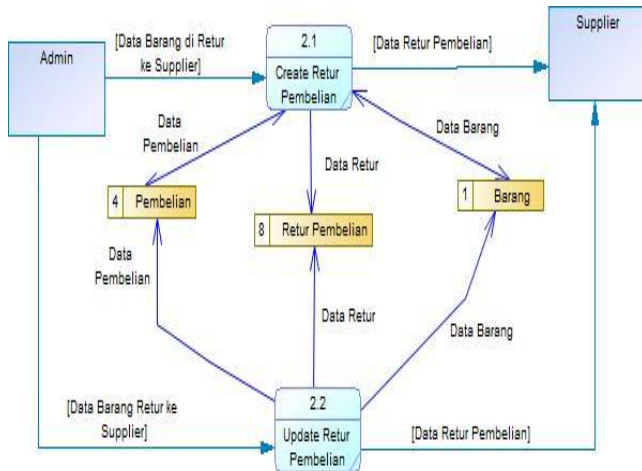 Admin
[Data Barang di Retur
ke Supplier]
2.1
Create Retur
Pembelian
[Data Retur Pembelian]
Supplier
Data
Pembelian
Data Retur
Data Barang
4 Pembelian
8 Retur Pembelian
1 Barang
Data
Pembelian
Data Retur
Data Barang
[Data Barang Retur ke
Supplier]
2.2
Update Retur
Pembelian
[Data Retur Pembelian]